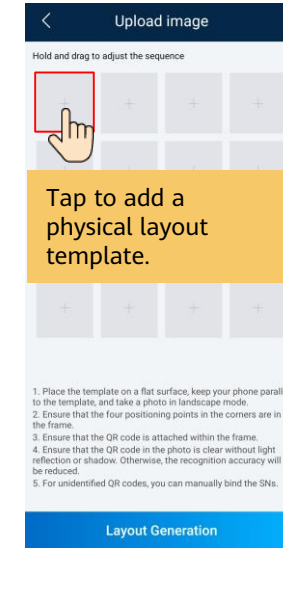 Upload image
Hold and drag to adjust the sequence
Tap to add a
physical layout
template.
1. Place the template on a flat surface, keep your phone parall
to the template, and take a photo in landscape mode.
2. Ensure that the four positioning points in the corners are in
the frame.
3. Ensure that the QR code is attached within the frame.
4. Ensure that the QR code in the photo is clear without light
reflection or shadow. Otherwise, the recognition accuracy will
be reduced.
5. For unidentified QR codes, you can manually bind the SNs.
Layout Generation